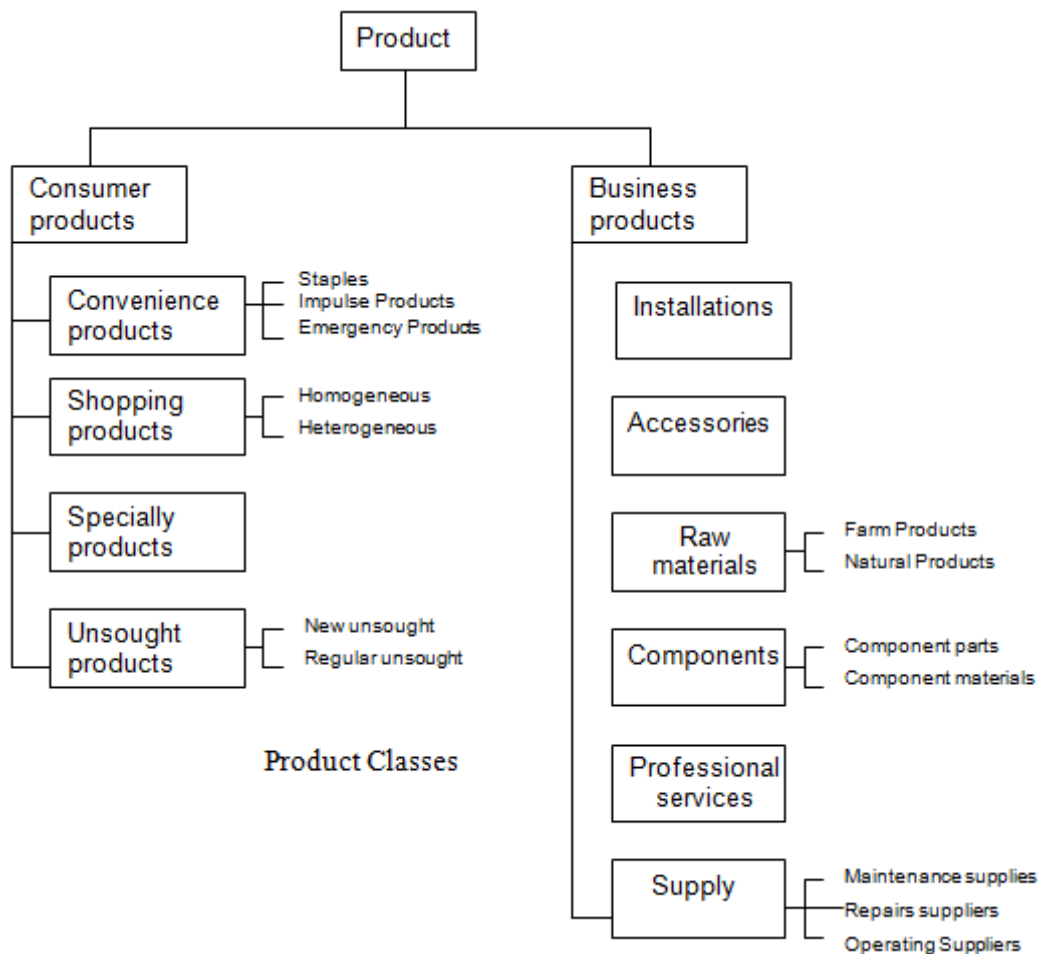 Product
Consumer
products
Convenience
products
Staples
Impulse Products
Emergency Products
Shopping
products
Homogeneous
Heterogeneous
Specially
products
Unsought
products
New unsought
Regular unsought
Product Classes
Business
products
Installations
Accessories
Raw
materials
Farm Products
Natural Products
Components
Component parts
Component materials
Professional
services
Supply
Maintenance supplies
Repairs suppliers
Operating Suppliers